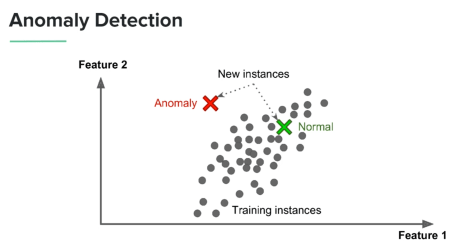 Anomaly Detection
Feature 2
New instances
Anomaly
Normal
Training instances
Feature 1